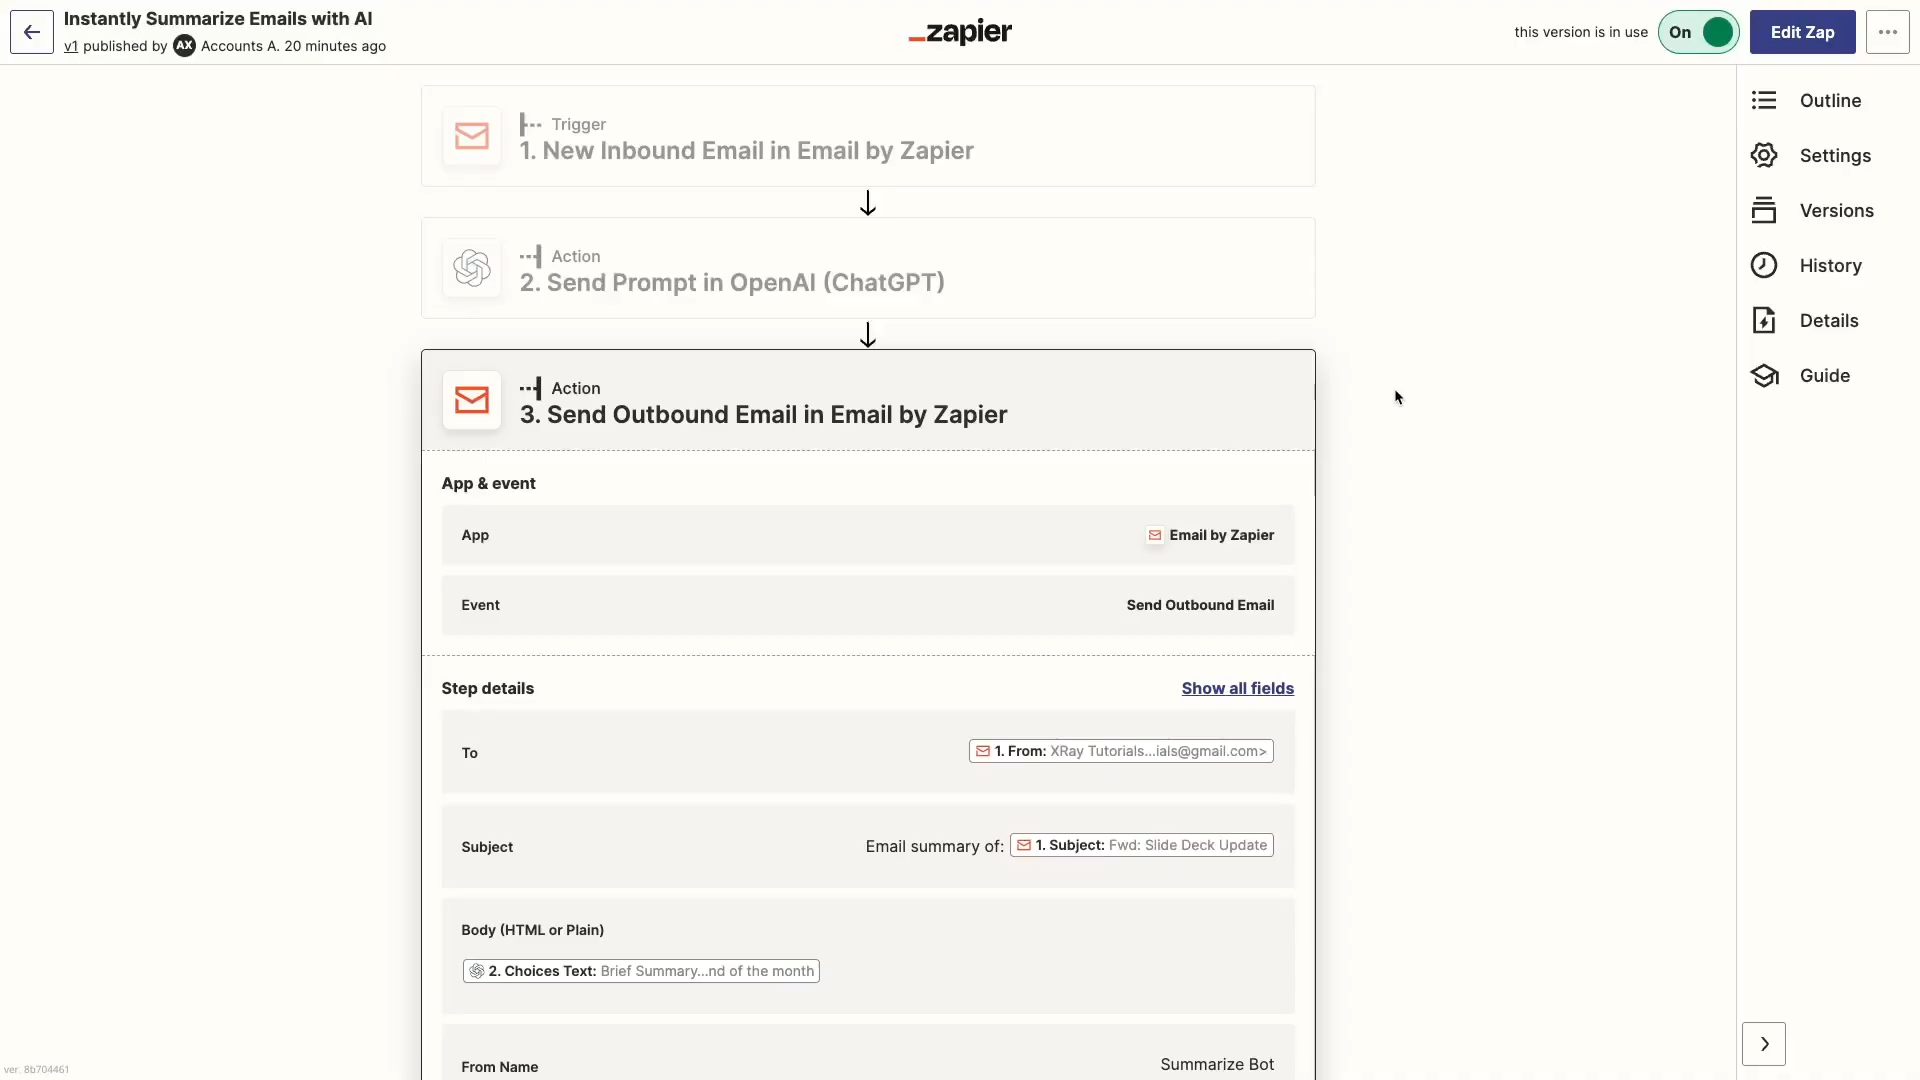 Instantly Summarize Emails with AI
v1 published by AX Accounts A. 20 minutes ago
zapier
this version is in use
On
Edit Zap
Trigger
1. New Inbound Email in Email by Zapier
Action
2. Send Prompt in OpenAI (ChatGPT)
Action
3. Send Outbound Email in Email by Zapier
App & event
App
Email by Zapier
Event
Send Outbound Email
Step details
Show all fields
To
1. From: XRay Tutorials...ials@gmail.com>
Subject
Email summary of: 1. Subject: Fwd: Slide Deck Update
Body (HTML or Plain)
2. Choices Text: Brief Summary...nd of the month
From Name
Summarize Bot
Outline
Settings
Versions
History
Details
Guide
ver. 8b704461